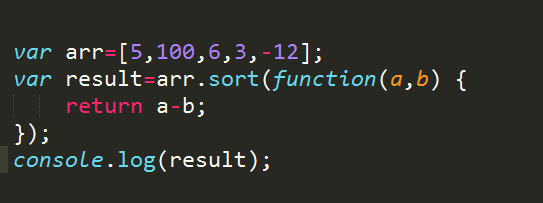 var arr=[5,100,6,3,-12];
var result=arr.sort(function(a,b) {
    return a-b;
});
console.log(result);